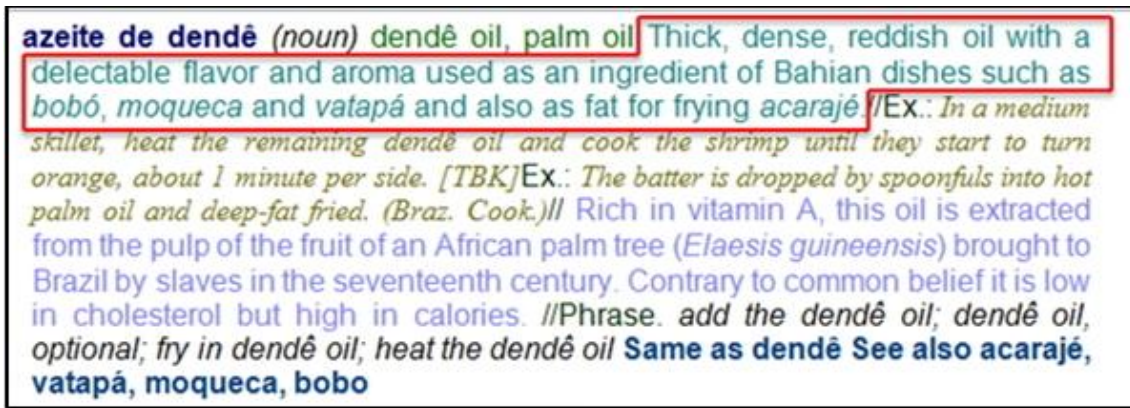 azeite de dendê (noun) dendê oil, palm oil Thick, dense, reddish oil with a
delectable flavor and aroma used as an ingredient of Bahian dishes such as
bobó, moqueca and vatapá and also as fat for frying acarajé.//Ex.: In a medium
skillet, heat the remaining dendê oil and cook the shrimp until they start to turn
orange, about 1 minute per side. [TBK]Ex.: The batter is dropped by spoonfuls into hot
palm oil and deep-fat fried. (Braz. Cook.)// Rich in vitamin A, this oil is extracted
from the pulp of the fruit of an African palm tree (Elaesis guineensis) brought to
Brazil by slaves in the seventeenth century. Contrary to common belief it is low
in cholesterol but high in calories. //Phrase. add the dendê oil; dendê oil,
optional; fry in dendê oil; heat the dendê oil Same as dendê See also acarajé,
vatapá, moqueca, bobo